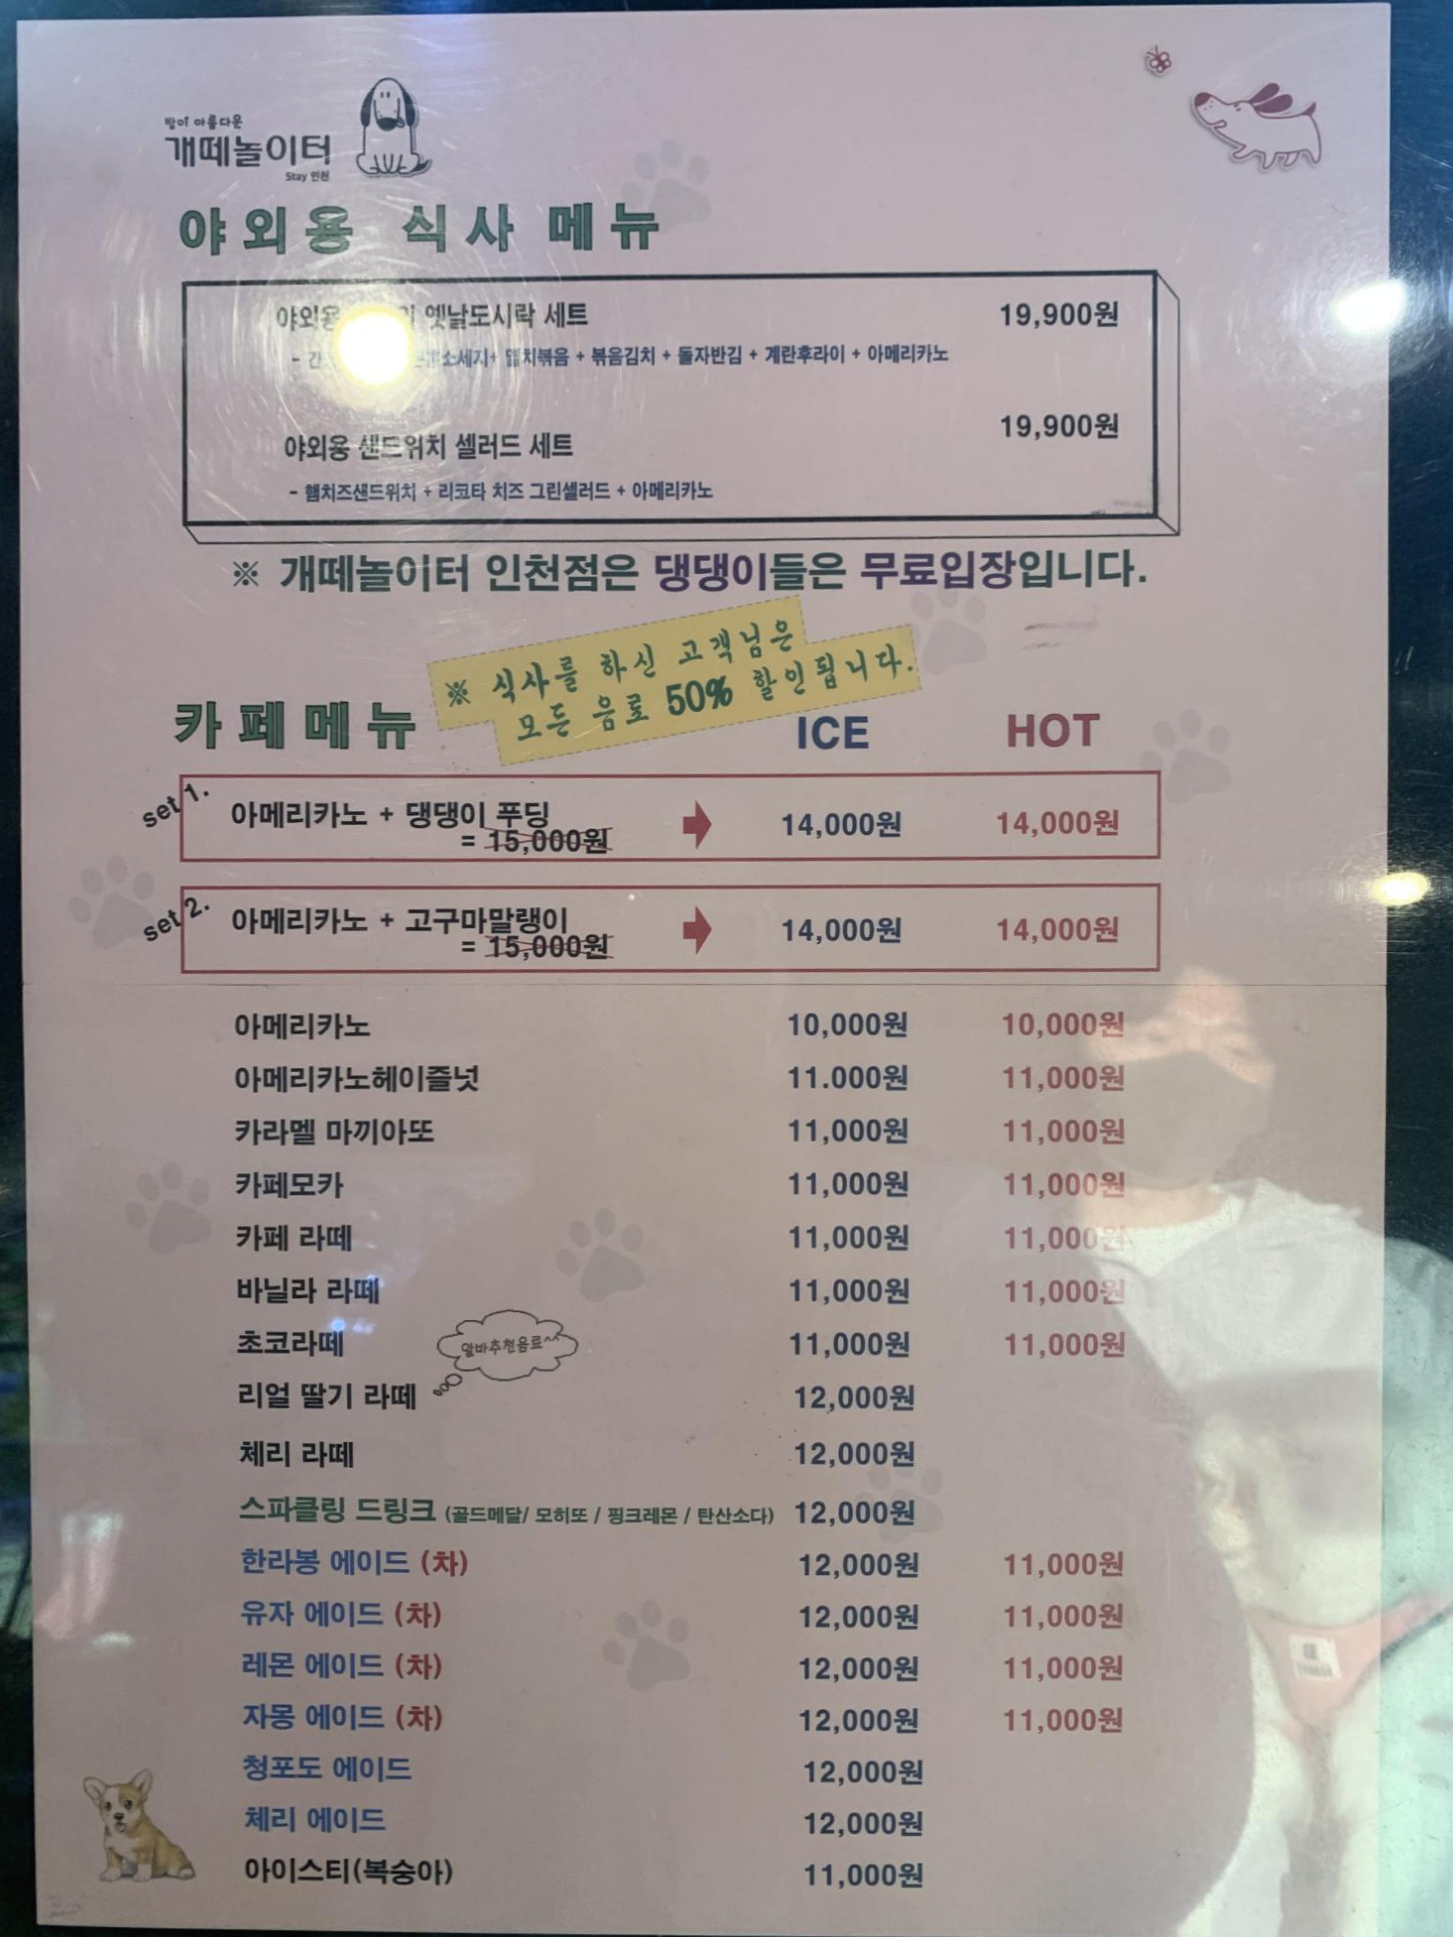 밤이 아름다운
개떼놀이터
Stay 인천
야외용 식사 메뉴
야외용 옛날도시락 세트 19,900원
- 소세지+ 멸치볶음 + 볶음김치 + 돌자반김 + 계란후라이 + 아메리카노
야외용 샌드위치 셀러드 세트 19,900원
- 햄치즈샌드위치 + 리코타 치즈 그린셀러드 + 아메리카노
※ 개떼놀이터 인천점은 댕댕이들은 무료입장입니다.
※ 식사를 하신 고객님은
모든 음료 50% 할인됩니다.
카페메뉴 ICE HOT
set 1. 아메리카노 + 댕댕이 푸딩
= 15,000원 14,000원 14,000원
set 2. 아메리카노 + 고구마말랭이
= 15,000원 14,000원 14,000원
아메리카노 10,000원 10,000원
아메리카노헤이즐넛 11.000원 11,000원
카라멜 마끼아또 11,000원 11,000원
카페모카 11,000원 11,000원
카페 라떼 11,000원 11,000원
바닐라 라떼 11,000원 11,000원
초코라떼 11,000원 11,000원
알바추천음료^^
리얼 딸기 라떼 12,000원
체리 라떼 12,000원
스파클링 드링크 (골드메달/ 모히또 / 핑크레몬 / 탄산소다) 12,000원
한라봉 에이드 (차) 12,000원 11,000원
유자 에이드 (차) 12,000원 11,000원
레몬 에이드 (차) 12,000원 11,000원
자몽 에이드 (차) 12,000원 11,000원
청포도 에이드 12,000원
체리 에이드 12,000원
아이스티(복숭아) 11,000원